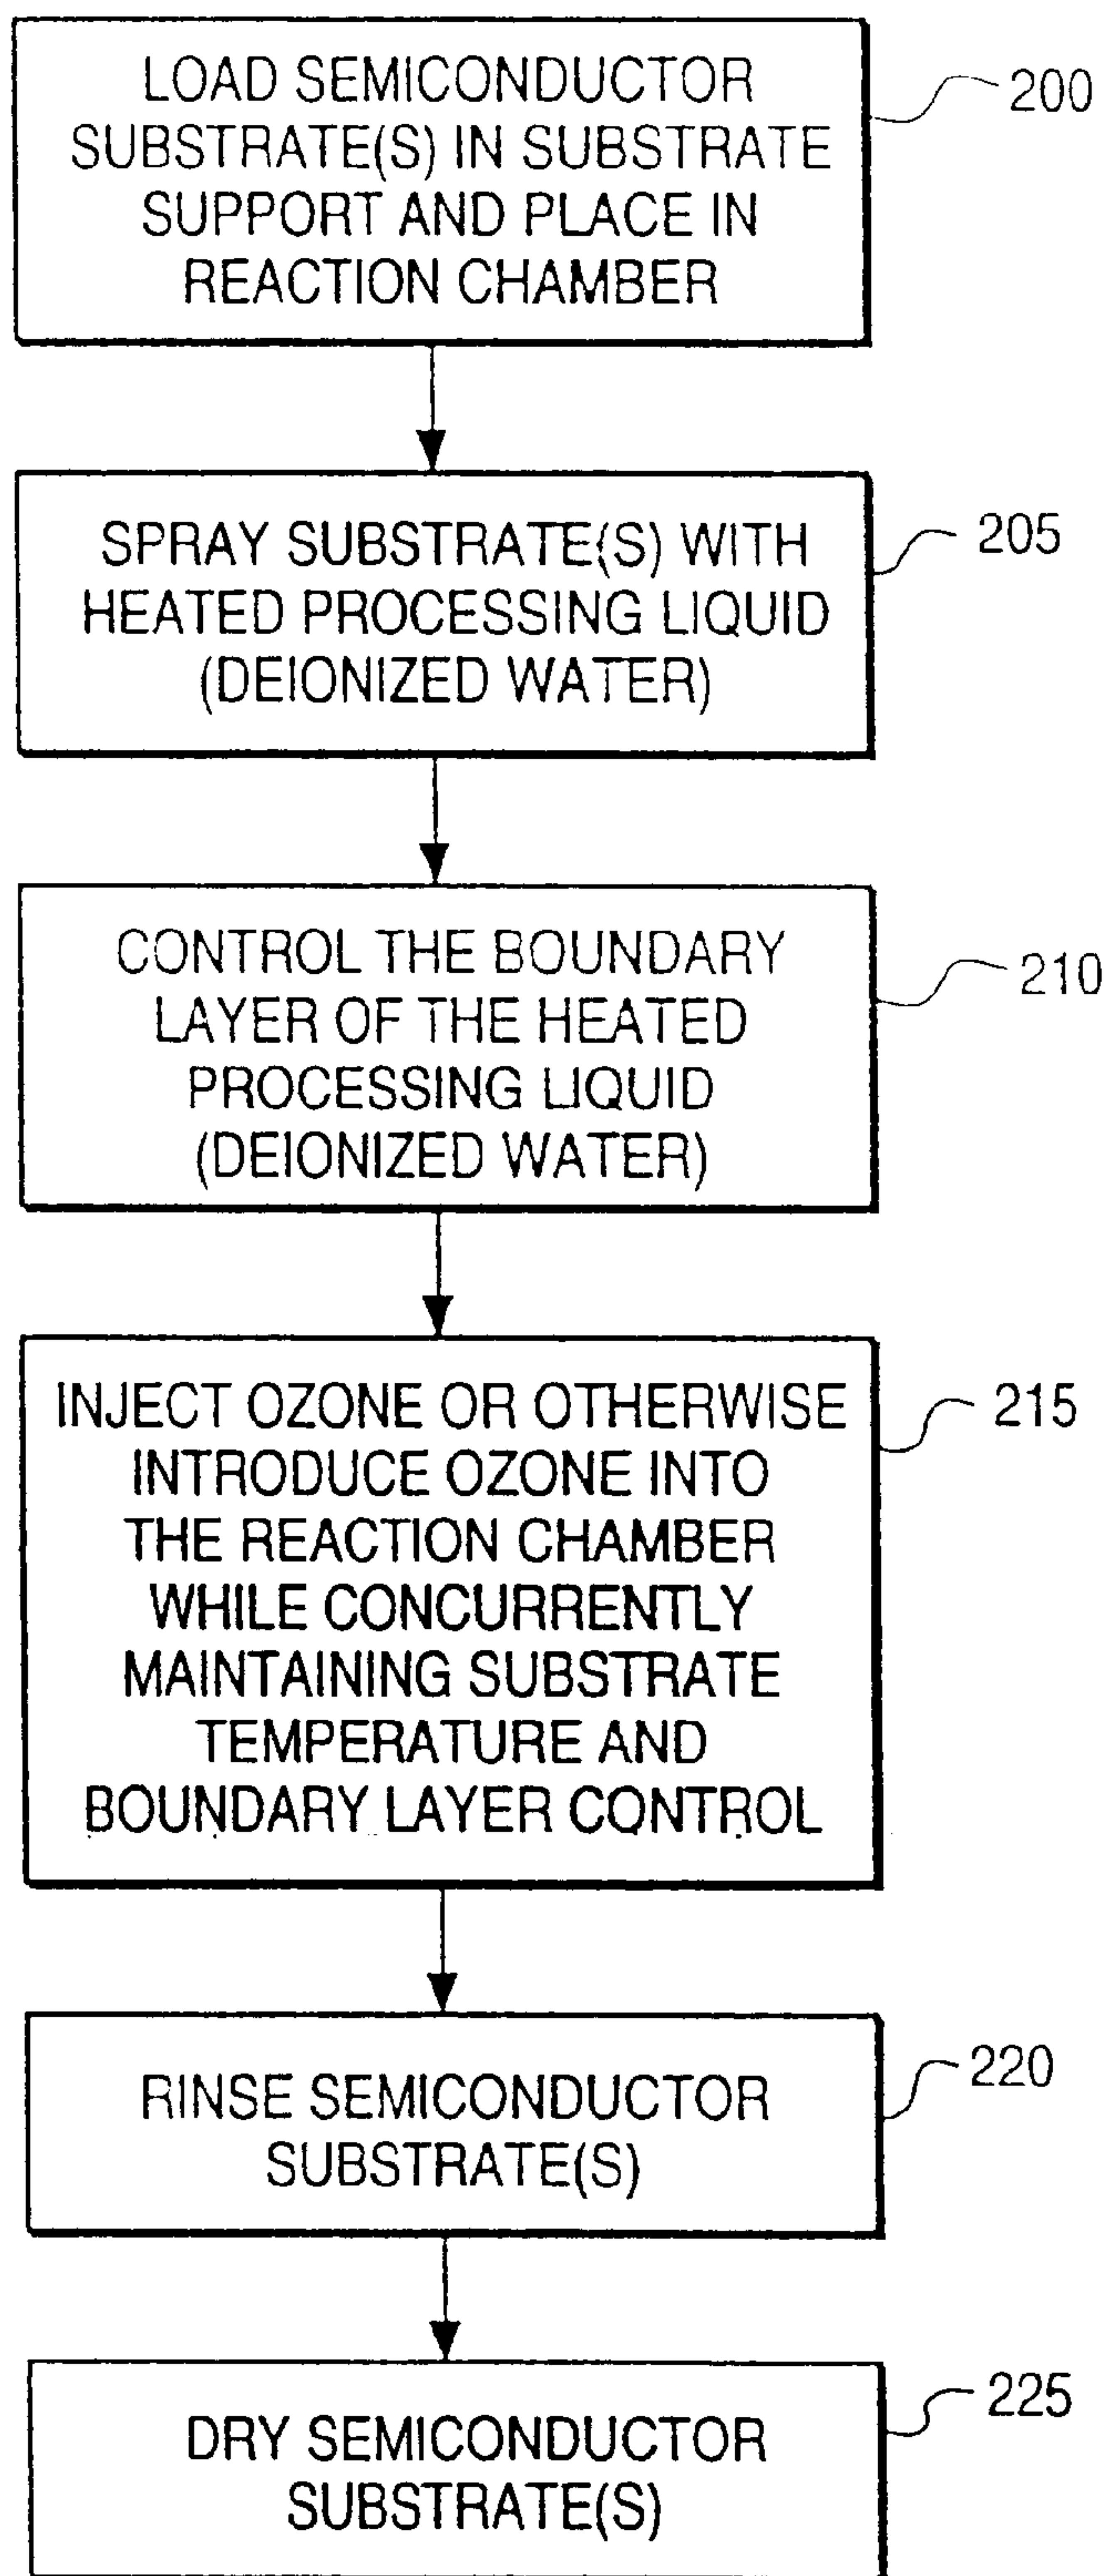 LOAD SEMICONDUCTOR
SUBSTRATE(S) IN SUBSTRATE
SUPPORT AND PLACE IN
REACTION CHAMBER
200
SPRAY SUBSTRATE(S) WITH
HEATED PROCESSING LIQUID
(DEIONIZED WATER)
205
CONTROL THE BOUNDARY
LAYER OF THE HEATED
PROCESSING LIQUID
(DEIONIZED WATER)
210
INJECT OZONE OR OTHERWISE
INTRODUCE OZONE INTO
THE REACTION CHAMBER
WHILE CONCURRENTLY
MAINTAINING SUBSTRATE
TEMPERATURE AND
BOUNDARY LAYER CONTROL
215
RINSE SEMICONDUCTOR
SUBSTRATE(S)
220
DRY SEMICONDUCTOR
SUBSTRATE(S)
225